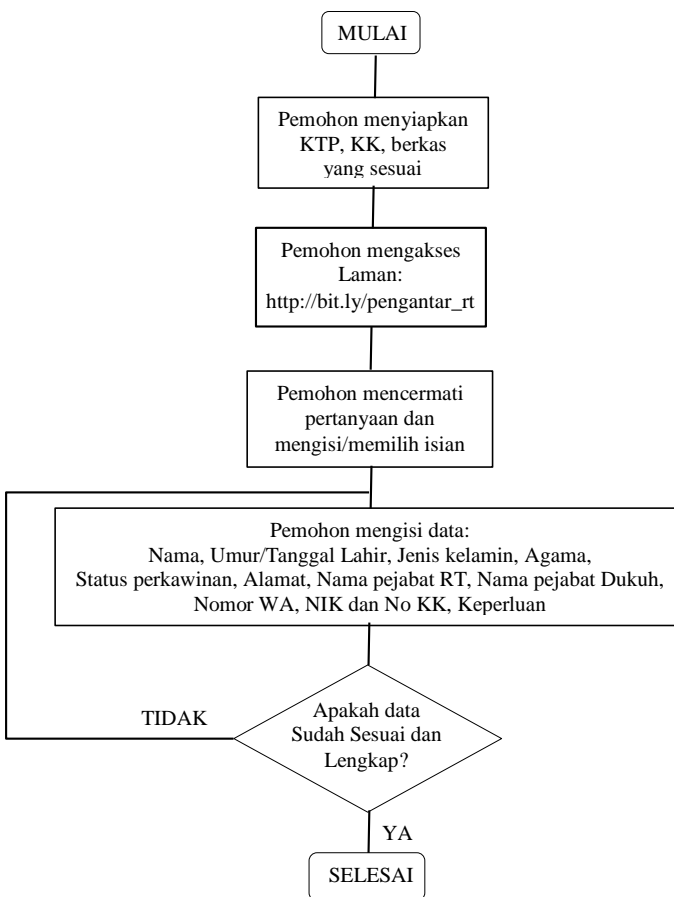 MULAI
Pemohon menyiapkan
KTP, KK, berkas
yang sesuai
Pemohon mengakses
Laman:
http://bit.ly/pengantar_rt
Pemohon mencermati
pertanyaan dan
mengisi/memilih isian
Pemohon mengisi data:
Nama, Umur/Tanggal Lahir, Jenis kelamin, Agama,
Status perkawinan, Alamat, Nama pejabat RT, Nama pejabat Dukuh,
Nomor WA, NIK dan No KK, Keperluan
TIDAK
Apakah data
Sudah Sesuai dan
Lengkap?
YA
SELESAI